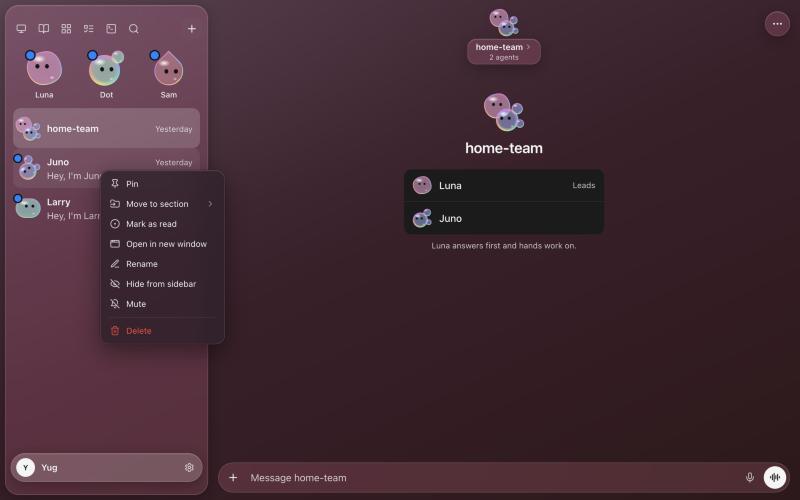 Luna
Dot
Sam
home-team
Yesterday
Juno
Yesterday
Hey, I'm
Larry
Hey, I'm
Pin
Move to section
Mark as read
Open in new window
Rename
Hide from sidebar
Mute
Delete
Y
Yug
home-team
2 agents
home-team
Luna
Leads
Juno
Luna answers first and hands work on.
Message home-team